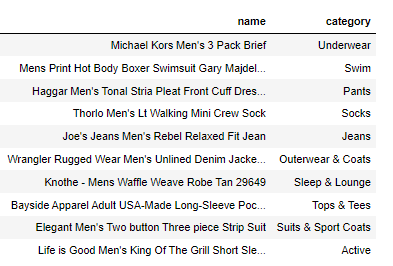 name category
Michael Kors Men's 3 Pack Brief Underwear
Mens Print Hot Body Boxer Swimsuit Gary Majdel... Swim
Haggar Men's Tonal Stria Pleat Front Cuff Dres... Pants
Thorlo Men's Lt Walking Mini Crew Sock Socks
Joe's Jeans Men's Rebel Relaxed Fit Jean Jeans
Wrangler Rugged Wear Men's Unlined Denim Jacke... Outerwear & Coats
Knothe - Mens Waffle Weave Robe Tan 29649 Sleep & Lounge
Bayside Apparel Adult USA-Made Long-Sleeve Poc... Tops & Tees
Elegant Men's Two button Three piece Strip Suit Suits & Sport Coats
Life is Good Men's King Of The Grill Short Sle... Active